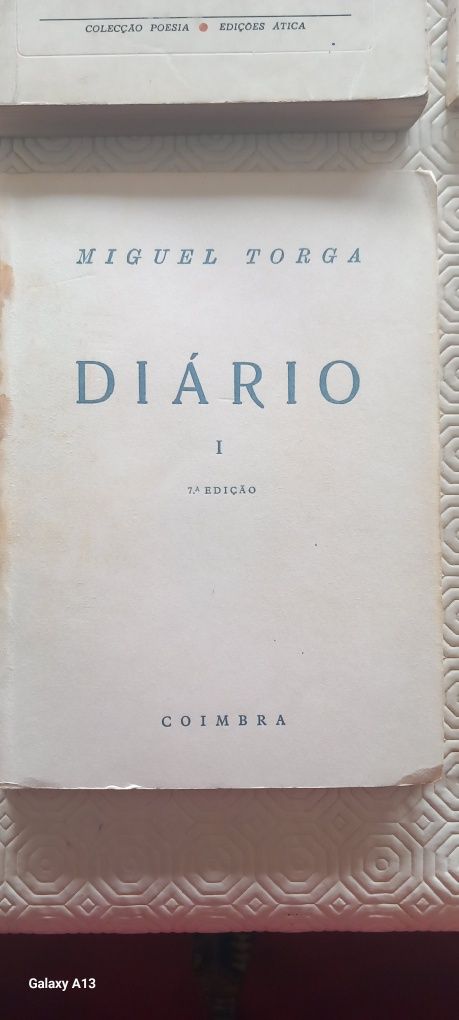 COLECÇÃO POESIA ● EDIÇÕES ÁTICA
MIGUEL TORGA
DIÁRIO
I
7.ª EDIÇÃO
COIMBRA
Galaxy A13